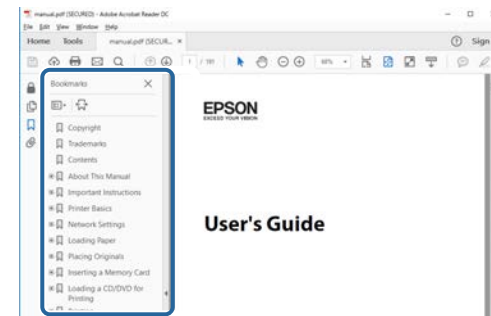 manual.pdf (SECURED) - Adobe Acrobat Reader DC
File Edit View Window Help
Home Tools manual.pdf (SECUR... ×
Sign
1 / 191
Bookmarks
Copyright
Trademarks
Contents
About This Manual
Important Instructions
Printer Basics
Network Settings
Loading Paper
Placing Originals
Inserting a Memory Card
Loading a CD/DVD for
Printing
EPSON
EXCEED YOUR VISION
User's Guide